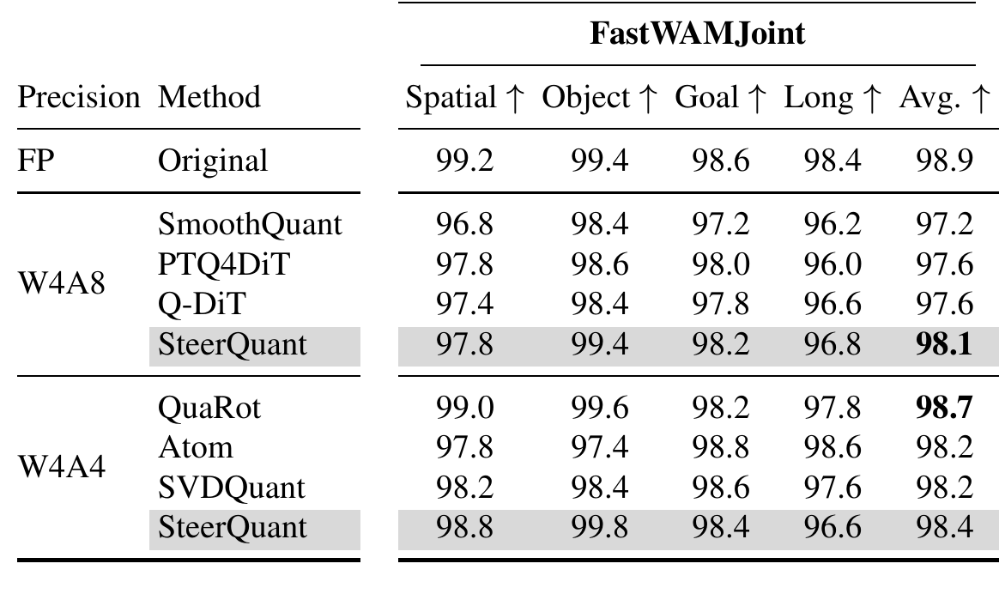 FastWAMJoint
Precision Method Spatial ↑ Object ↑ Goal ↑ Long ↑ Avg. ↑
FP Original 99.2 99.4 98.6 98.4 98.9
W4A8
SmoothQuant 96.8 98.4 97.2 96.2 97.2
PTQ4DiT 97.8 98.6 98.0 96.0 97.6
Q-DiT 97.4 98.4 97.8 96.6 97.6
SteerQuant 97.8 99.4 98.2 96.8 98.1
W4A4
QuaRot 99.0 99.6 98.2 97.8 98.7
Atom 97.8 97.4 98.8 98.6 98.2
SVDQuant 98.2 98.4 98.6 97.6 98.2
SteerQuant 98.8 99.8 98.4 96.6 98.4